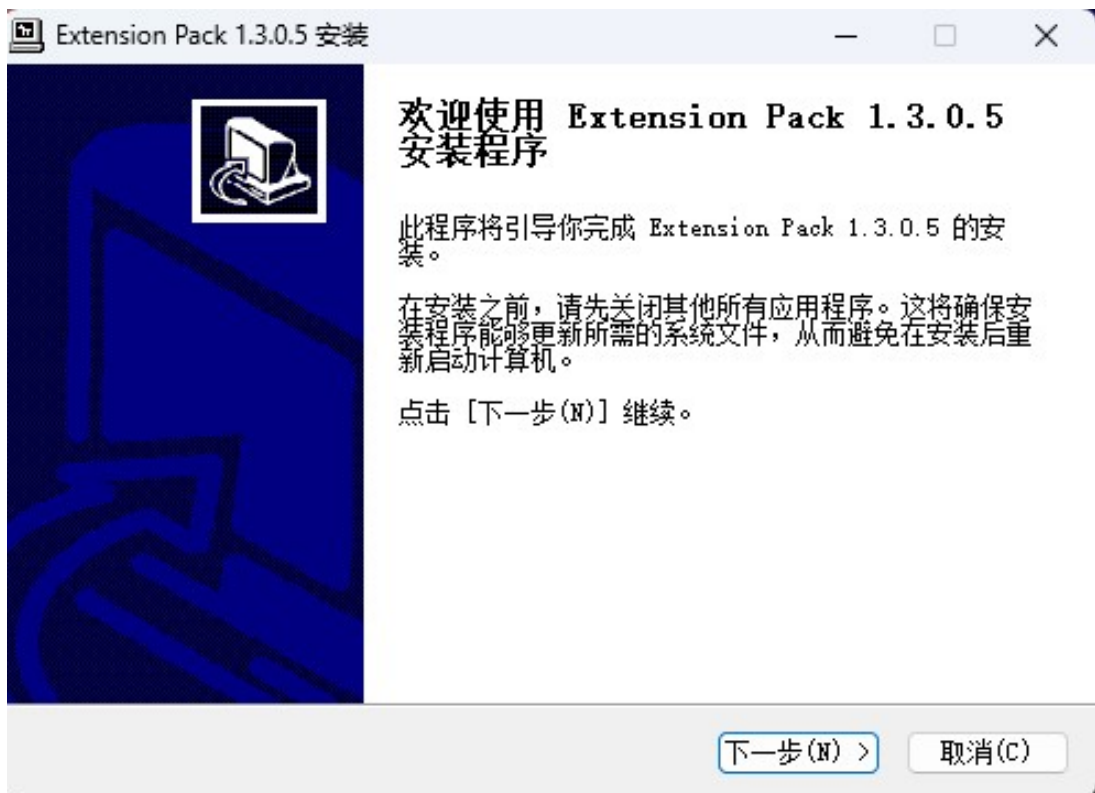 Extension Pack 1.3.0.5 安装
欢迎使用 Extension Pack 1.3.0.5
安装程序
此程序将引导你完成 Extension Pack 1.3.0.5 的安
装。
在安装之前，请先关闭其他所有应用程序。这将确保安
装程序能够更新所需的系统文件，从而避免在安装后重
新启动计算机。
点击 [下一步(N)] 继续。
下一步(N) >
取消(C)